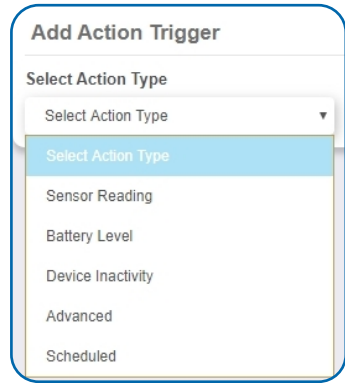 Add Action Trigger
Select Action Type
Select Action Type
Select Action Type
Sensor Reading
Battery Level
Device Inactivity
Advanced
Scheduled